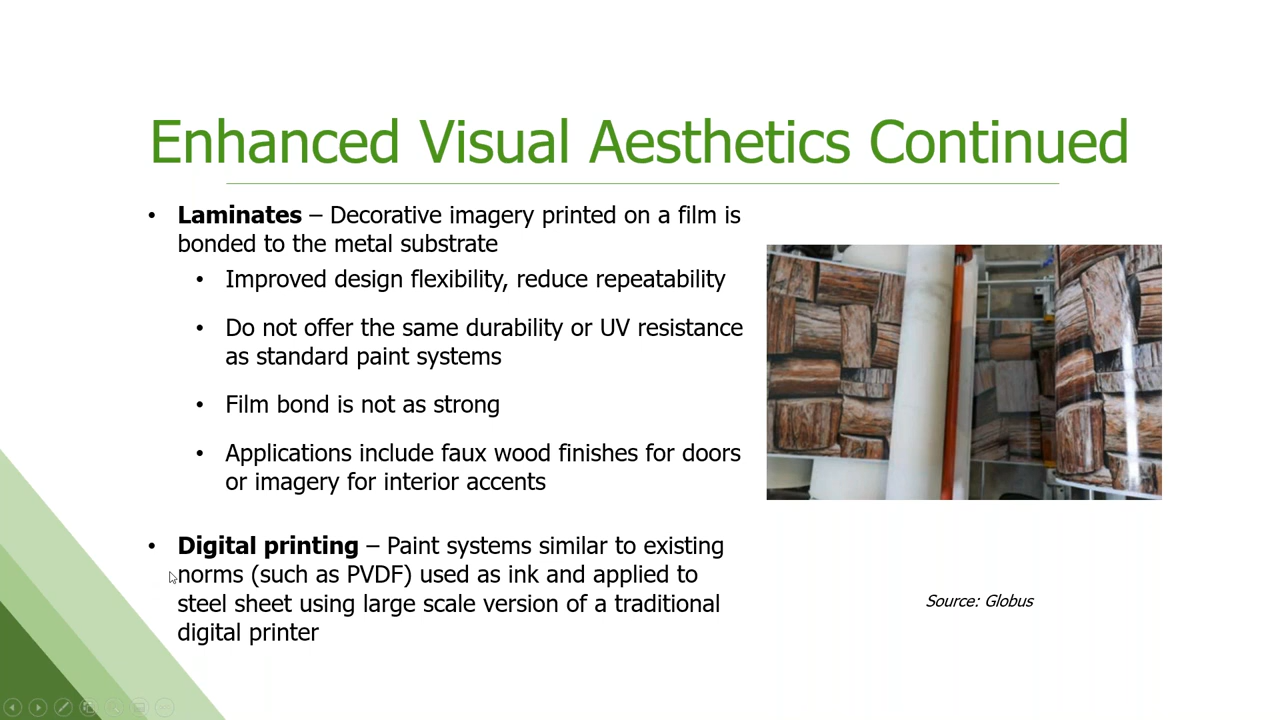 Enhanced Visual Aesthetics Continued
• Laminates – Decorative imagery printed on a film is
bonded to the metal substrate
• Improved design flexibility, reduce repeatability
• Do not offer the same durability or UV resistance
as standard paint systems
• Film bond is not as strong
• Applications include faux wood finishes for doors
or imagery for interior accents
• Digital printing – Paint systems similar to existing
norms (such as PVDF) used as ink and applied to
steel sheet using large scale version of a traditional
digital printer
Source: Globus